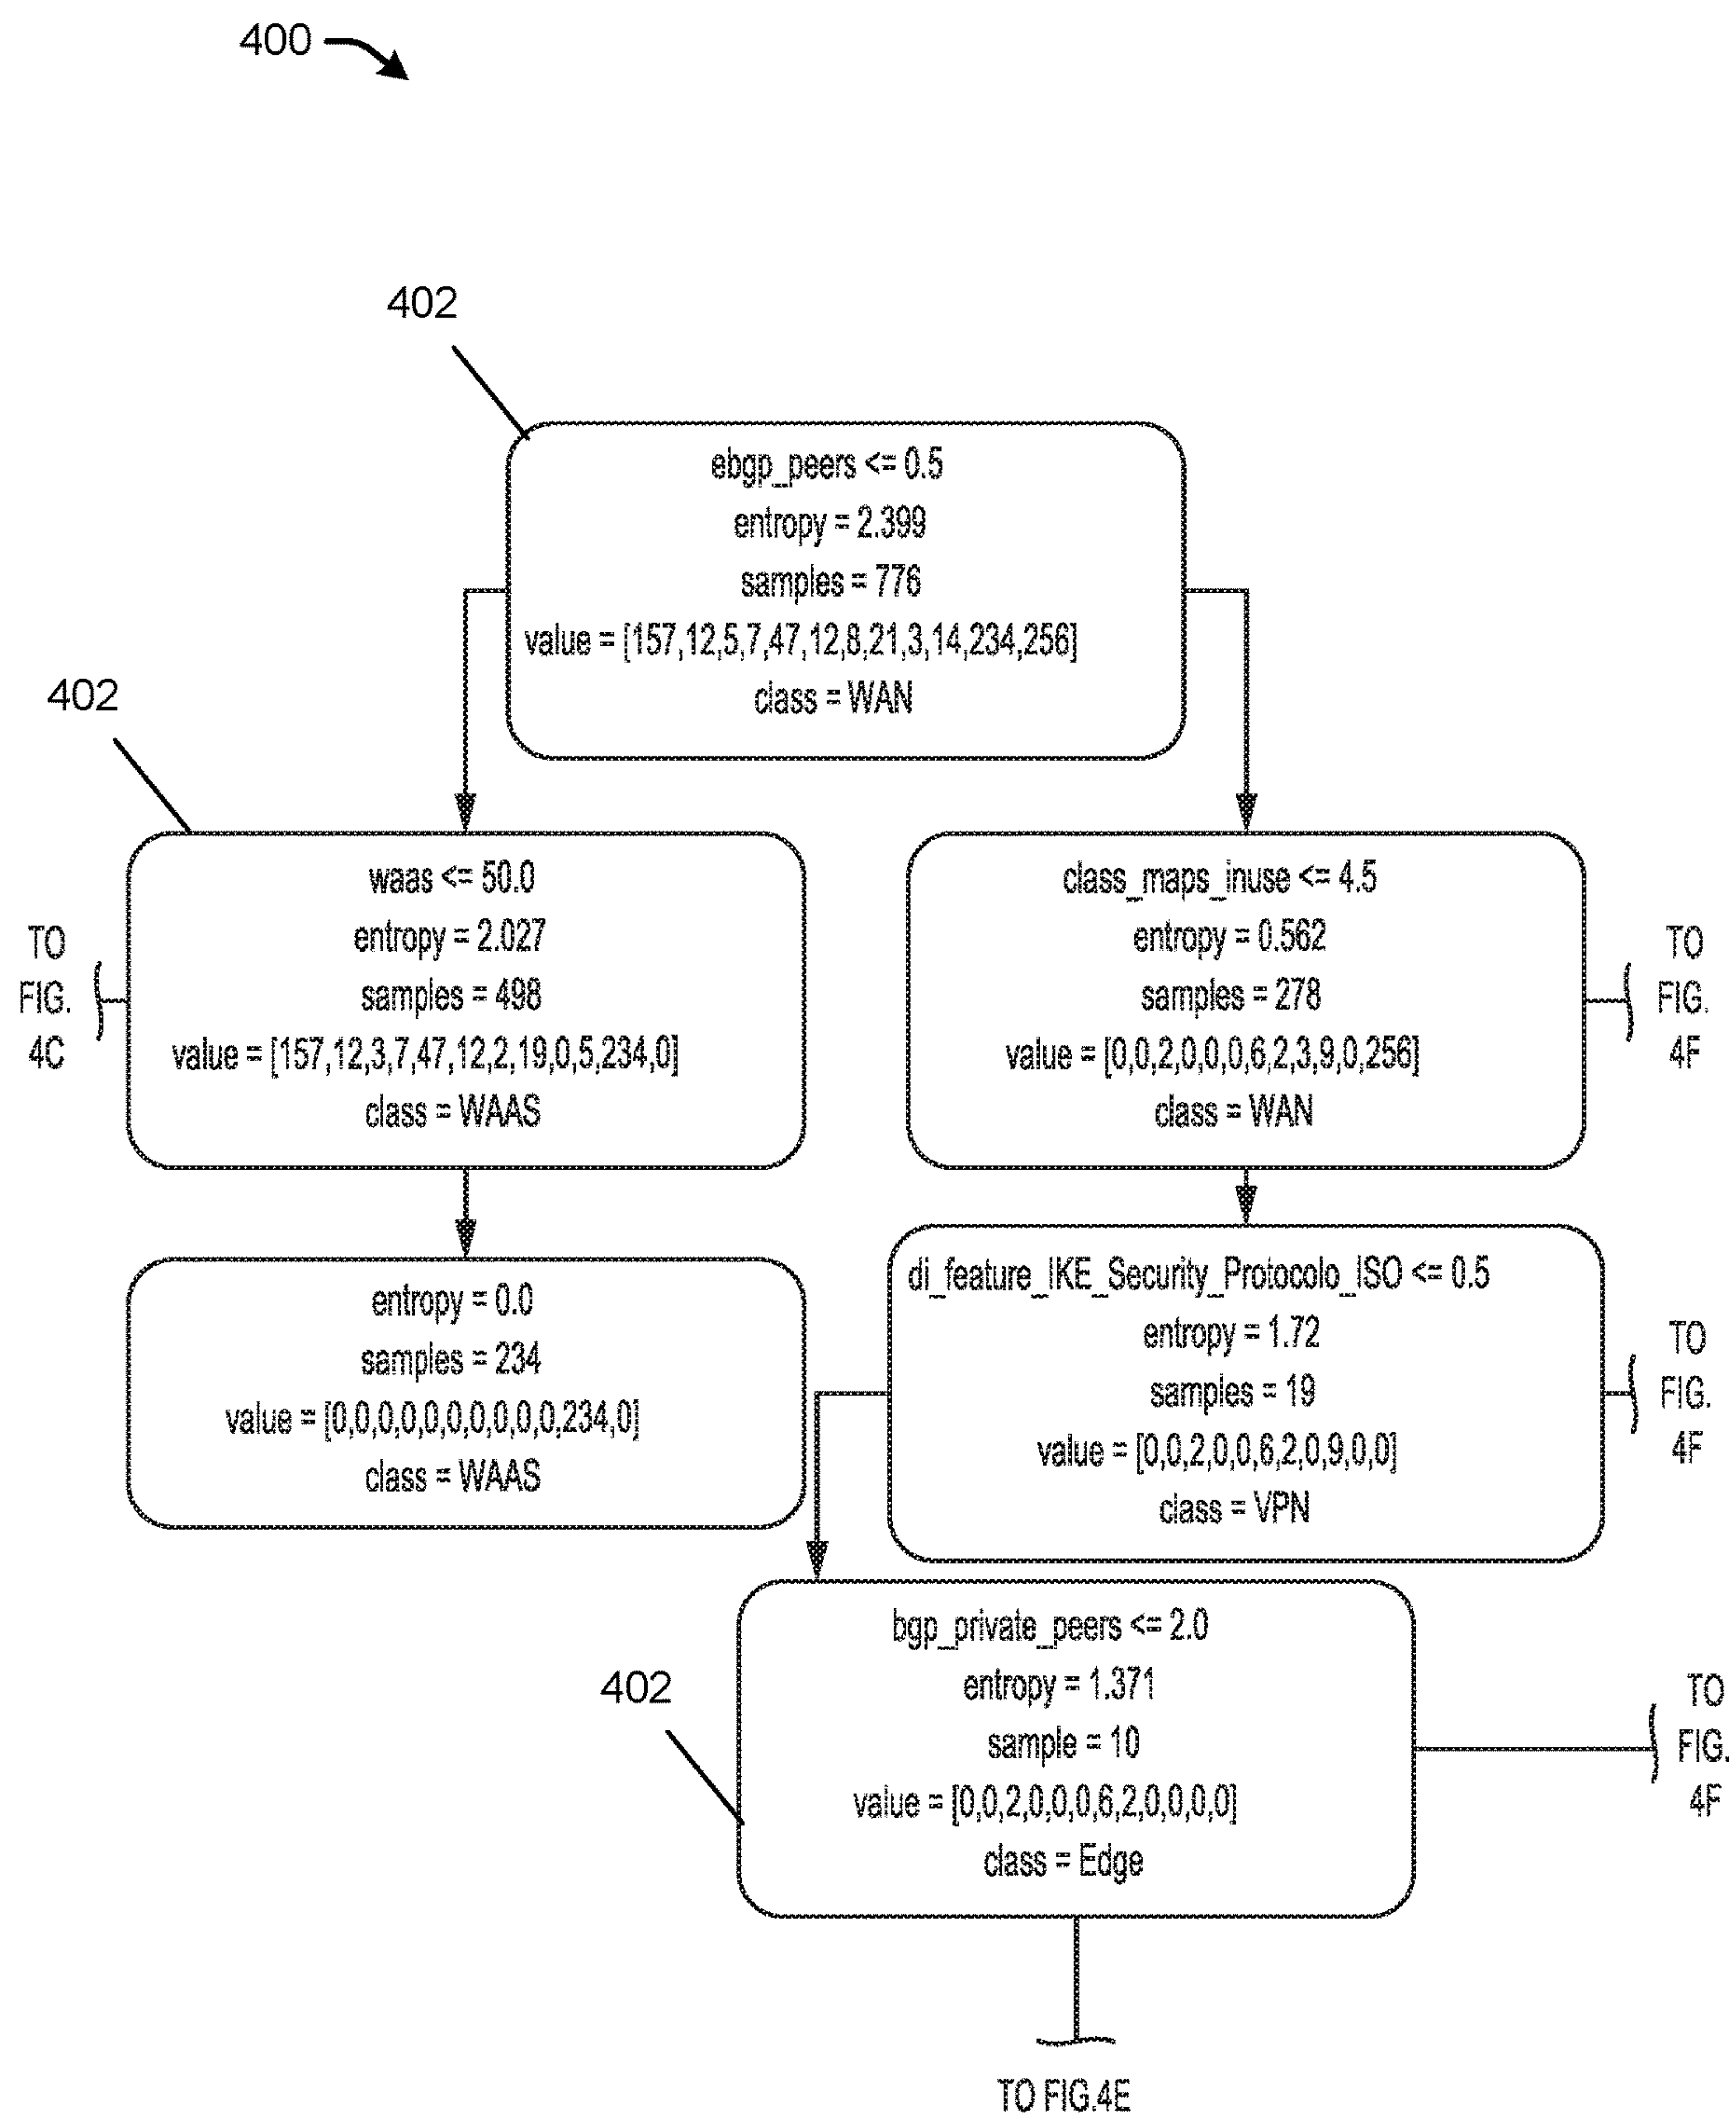 400
402
ebgp_peers <= 0.5
entropy = 2.399
samples = 776
value = [157,12,5,7,47,12,8,21,3,14,234,256]
class = WAN
402
waas <= 50.0
entropy = 2.027
samples = 498
value = [157,12,3,7,47,12,2,19,0,5,234,0]
class = WAAS
TO
FIG.
4C
class_maps_inuse <= 4.5
entropy = 0.562
samples = 278
value = [0,0,2,0,0,0,6,2,3,9,0,256]
class = WAN
TO
FIG.
4F
entropy = 0.0
samples = 234
value = [0,0,0,0,0,0,0,0,0,0,234,0]
class = WAAS
di_feature_IKE_Security_Protocolo_ISO <= 0.5
entropy = 1.72
samples = 19
value = [0,0,2,0,0,6,2,0,9,0,0]
class = VPN
TO
FIG.
4F
402
bgp_private_peers <= 2.0
entropy = 1.371
sample = 10
value = [0,0,2,0,0,0,6,2,0,0,0,0]
class = Edge
TO
FIG.
4F
TO FIG.4E